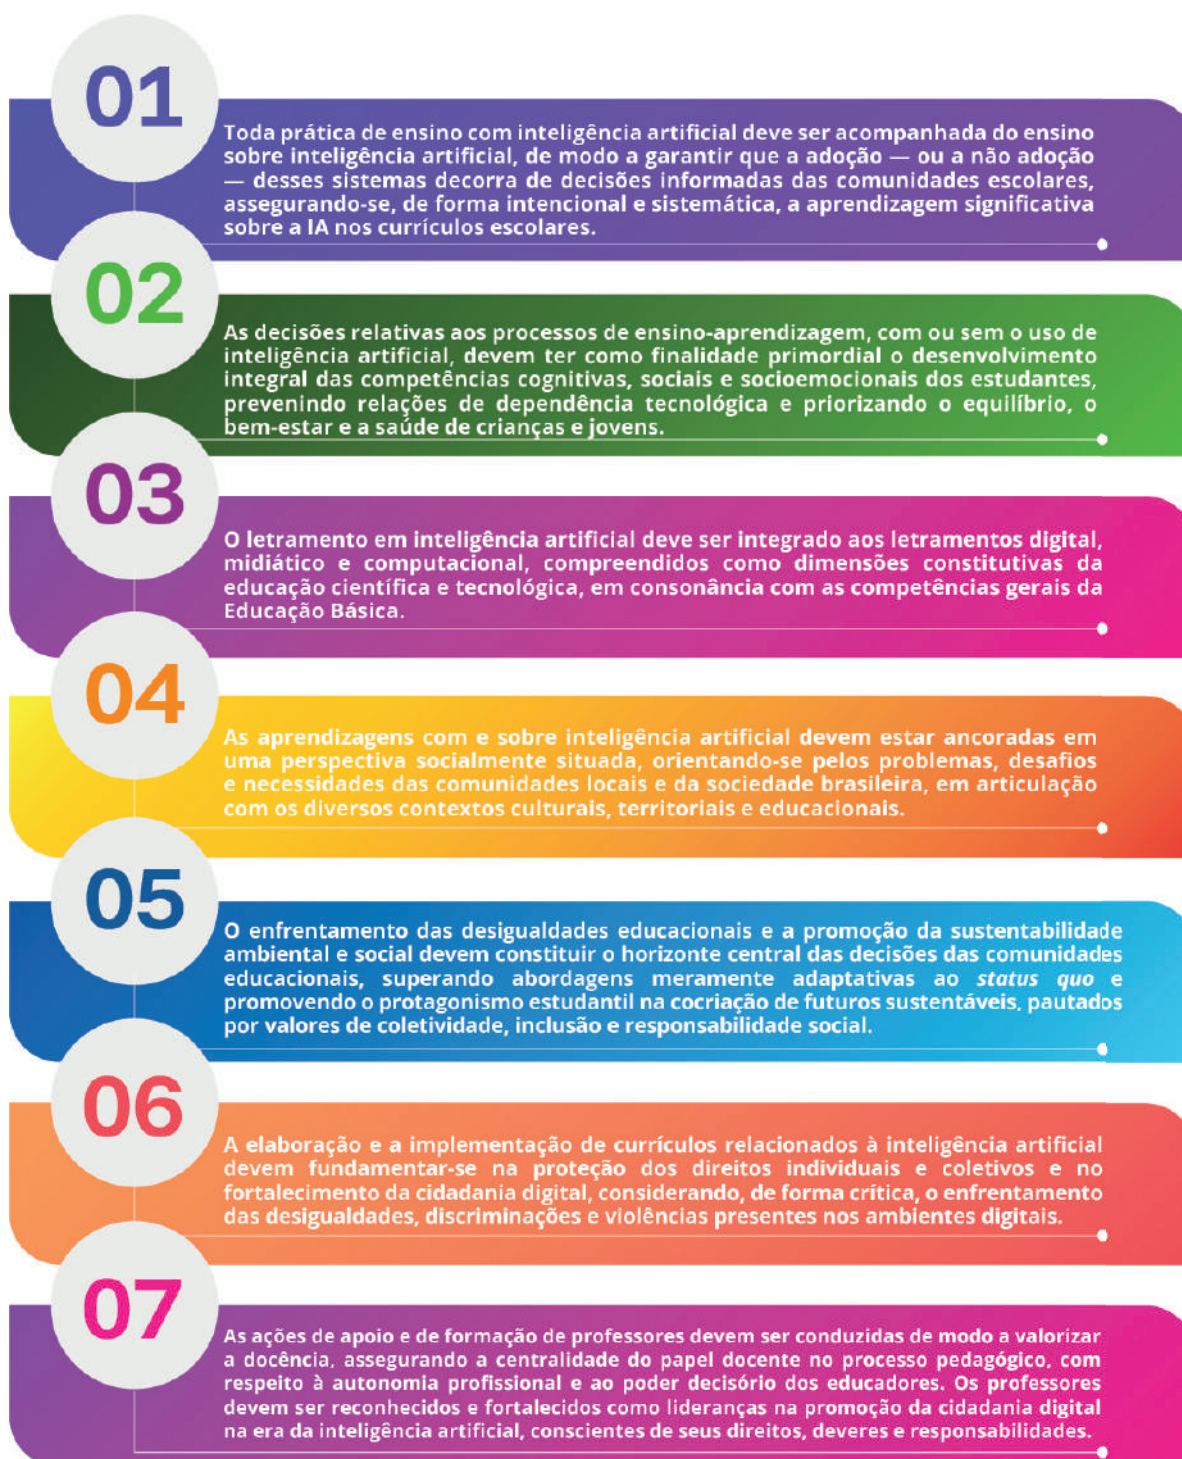 01
Toda prática de ensino com inteligência artificial deve ser acompanhada do ensino
sobre inteligência artificial, de modo a garantir que a adoção — ou a não adoção
— desses sistemas decorra de decisões informadas das comunidades escolares,
assegurando-se, de forma intencional e sistemática, a aprendizagem significativa
sobre a IA nos currículos escolares.
02
As decisões relativas aos processos de ensino-aprendizagem, com ou sem o uso de
inteligência artificial, devem ter como finalidade primordial o desenvolvimento
integral das competências cognitivas, sociais e socioemocionais dos estudantes,
prevenindo relações de dependência tecnológica e priorizando o equilíbrio, o
bem-estar e a saúde de crianças e jovens.
03
O letramento em inteligência artificial deve ser integrado aos letramentos digital,
midiático e computacional, compreendidos como dimensões constitutivas da
educação científica e tecnológica, em consonância com as competências gerais da
Educação Básica.
04
As aprendizagens com e sobre inteligência artificial devem estar ancoradas em
uma perspectiva socialmente situada, orientando-se pelos problemas, desafios
e necessidades das comunidades locais e da sociedade brasileira, em articulação
com os diversos contextos culturais, territoriais e educacionais.
05
O enfrentamento das desigualdades educacionais e a promoção da sustentabilidade
ambiental e social devem constituir o horizonte central das decisões das comunidades
educacionais, superando abordagens meramente adaptativas ao status quo e
promovendo o protagonismo estudantil na cocriação de futuros sustentáveis, pautados
por valores de coletividade, inclusão e responsabilidade social.
06
A elaboração e a implementação de currículos relacionados à inteligência artificial
devem fundamentar-se na proteção dos direitos individuais e coletivos e no
fortalecimento da cidadania digital, considerando, de forma crítica, o enfrentamento
das desigualdades, discriminações e violências presentes nos ambientes digitais.
07
As ações de apoio e de formação de professores devem ser conduzidas de modo a valorizar
a docência, assegurando a centralidade do papel docente no processo pedagógico, com
respeito à autonomia profissional e ao poder decisório dos educadores. Os professores
devem ser reconhecidos e fortalecidos como lideranças na promoção da cidadania digital
na era da inteligência artificial, conscientes de seus direitos, deveres e responsabilidades.